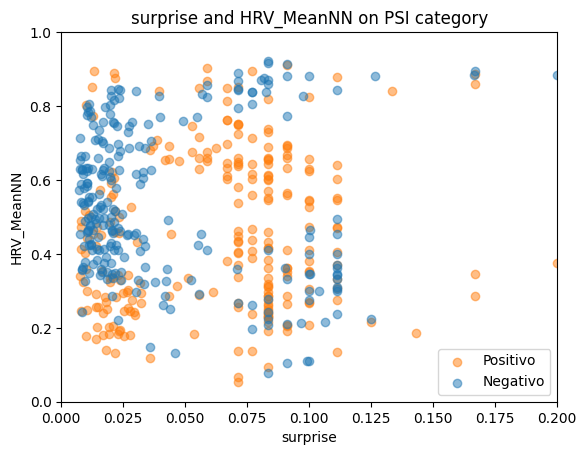 surprise and HRV_MeanNN on PSI category
1.0
0.8
0.6
0.4
0.2
0.0
HRV_MeanNN
0.000 0.025 0.050 0.075 0.100 0.125 0.150 0.175 0.200
surprise
Positivo
Negativo